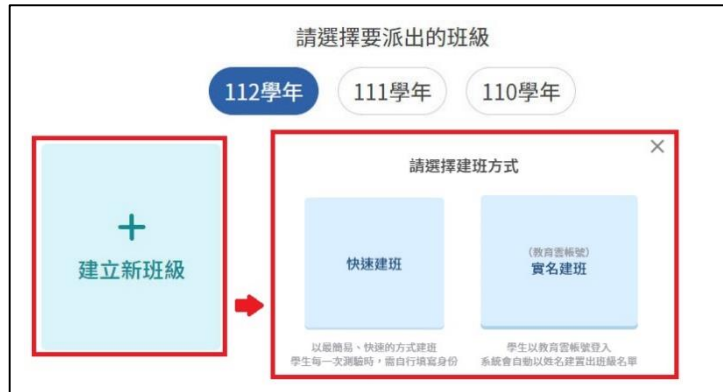 請選擇要派出的班級
112學年
111學年
110學年
+
建立新班級
請選擇建班方式
快速建班
(教育雲帳號)
實名建班
以最簡易、快速的方式建班
學生每一次測驗時，需自行填寫身份
學生以教育雲帳號登入
系統會自動以姓名建置出班級名單